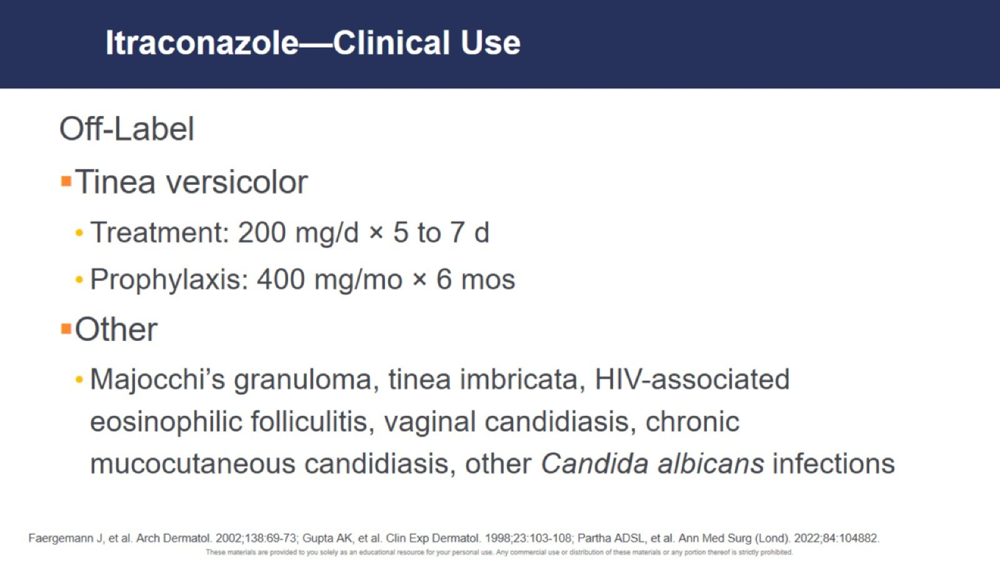 Itraconazole—Clinical Use
Off-Label
▪Tinea versicolor
• Treatment: 200 mg/d × 5 to 7 d
• Prophylaxis: 400 mg/mo × 6 mos
▪Other
• Majocchi’s granuloma, tinea imbricata, HIV-associated
eosinophilic folliculitis, vaginal candidiasis, chronic
mucocutaneous candidiasis, other Candida albicans infections
Faergemann J, et al. Arch Dermatol. 2002;138:69-73; Gupta AK, et al. Clin Exp Dermatol. 1998;23:103-108; Partha ADSL, et al. Ann Med Surg (Lond). 2022;84:104882.
These materials are provided to you solely as an educational resource for your personal use. Any commercial use or distribution of these materials or any portion thereof is strictly prohibited.